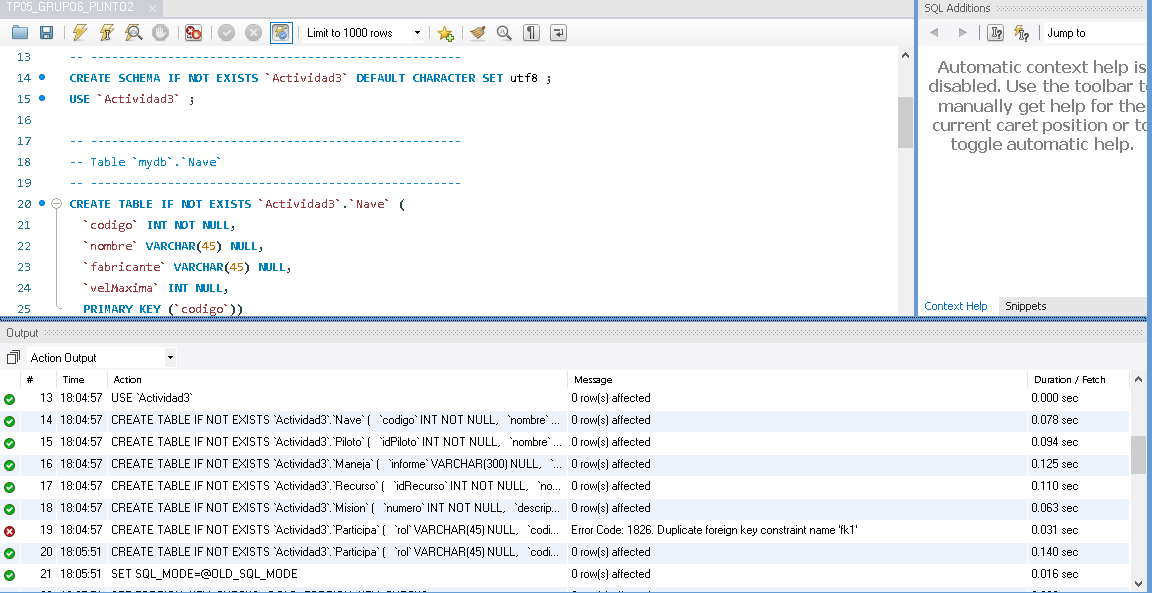 TP05_GRUPO6_PUNTO2
Limit to 1000 rows
SQL Additions
Jump to
13 -- -----------------------------------------------------
14 CREATE SCHEMA IF NOT EXISTS `Actividad3` DEFAULT CHARACTER SET utf8 ;
15 USE `Actividad3` ;
16
17 -- -----------------------------------------------------
18 -- Table `mydb`.`Nave`
19 -- -----------------------------------------------------
20 CREATE TABLE IF NOT EXISTS `Actividad3`.`Nave` (
21 `codigo` INT NOT NULL,
22 `nombre` VARCHAR(45) NULL,
23 `fabricante` VARCHAR(45) NULL,
24 `velMaxima` INT NULL,
25 PRIMARY KEY (`codigo`))
Automatic context help is
disabled. Use the toolbar t
manually get help for the
current caret position or to
toggle automatic help.
Context Help Snippets
Output
Action Output
# Time Action Message Duration / Fetch
13 18:04:57 USE `Actividad3` 0 row(s) affected 0.000 sec
14 18:04:57 CREATE TABLE IF NOT EXISTS `Actividad3`.`Nave` ( `codigo` INT NOT NULL, `nombre` ... 0 row(s) affected 0.078 sec
15 18:04:57 CREATE TABLE IF NOT EXISTS `Actividad3`.`Piloto` ( `idPiloto` INT NOT NULL, `nombre`... 0 row(s) affected 0.094 sec
16 18:04:57 CREATE TABLE IF NOT EXISTS `Actividad3`.`Maneja` ( `informe` VARCHAR(300) NULL, `... 0 row(s) affected 0.125 sec
17 18:04:57 CREATE TABLE IF NOT EXISTS `Actividad3`.`Recurso` ( `idRecurso` INT NOT NULL, `no... 0 row(s) affected 0.110 sec
18 18:04:57 CREATE TABLE IF NOT EXISTS `Actividad3`.`Mision` ( `numero` INT NOT NULL, `descrip... 0 row(s) affected 0.063 sec
19 18:04:57 CREATE TABLE IF NOT EXISTS `Actividad3`.`Participa` ( `rol` VARCHAR(45) NULL, `codi... Error Code: 1826. Duplicate foreign key constraint name 'fk1' 0.031 sec
20 18:05:51 CREATE TABLE IF NOT EXISTS `Actividad3`.`Participa` ( `rol` VARCHAR(45) NULL, `codi... 0 row(s) affected 0.140 sec
21 18:05:51 SET SQL_MODE=@OLD_SQL_MODE 0 row(s) affected 0.016 sec